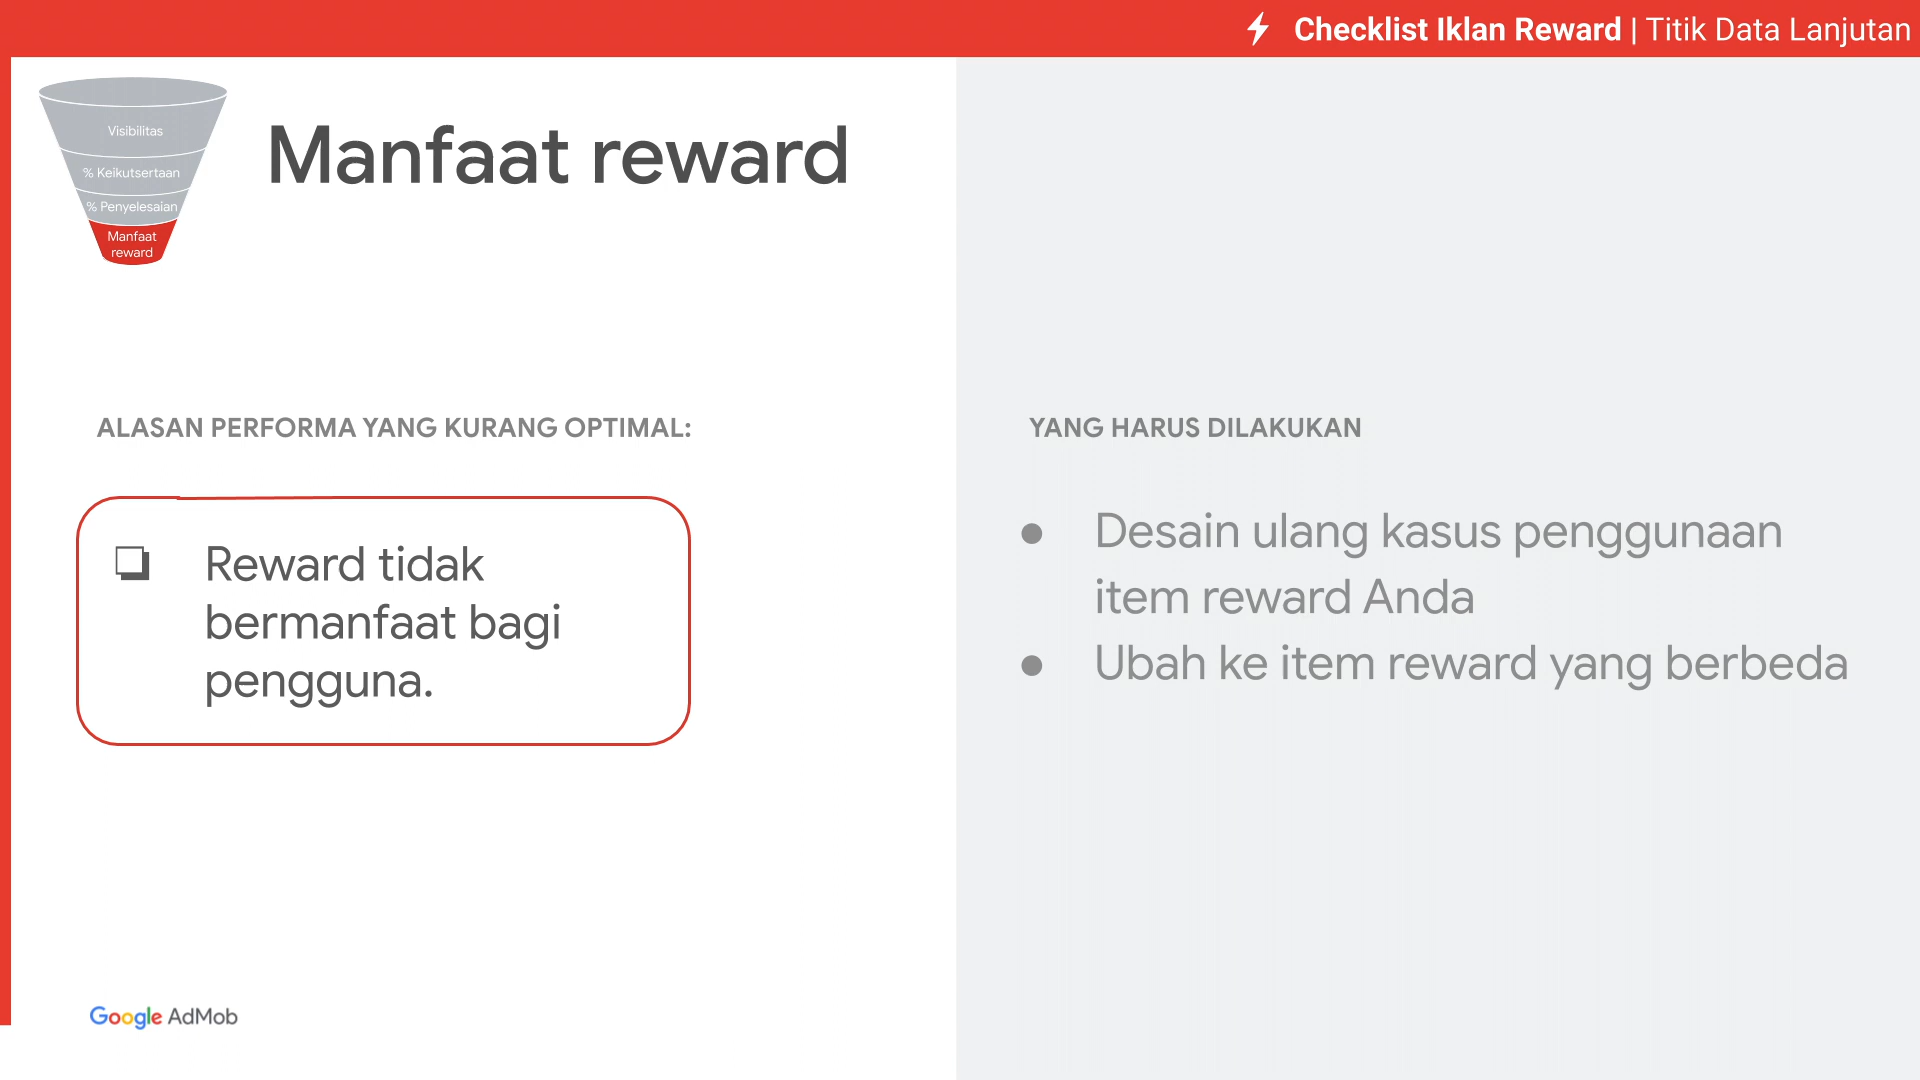 Checklist Iklan Reward | Titik Data Lanjutan
Visibilitas
% Keikutsertaan
% Penyelesaian
Manfaat
reward
Manfaat reward
ALASAN PERFORMA YANG KURANG OPTIMAL:
❏ Reward tidak
bermanfaat bagi
pengguna.
YANG HARUS DILAKUKAN
● Desain ulang kasus penggunaan
item reward Anda
● Ubah ke item reward yang berbeda
Google AdMob